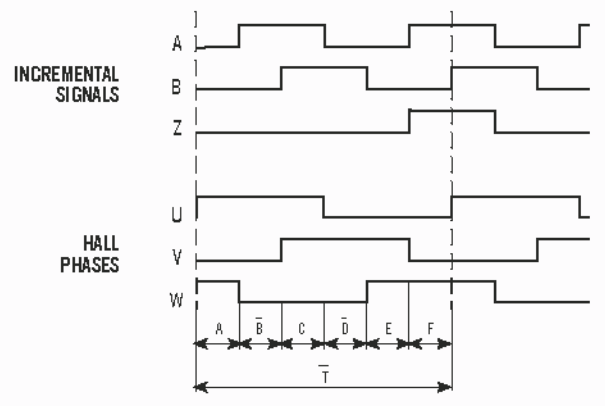 A
INCREMENTAL
SIGNALS
B
Z
U
HALL
PHASES
V
W
A B̅ C D̅ E F
T̅